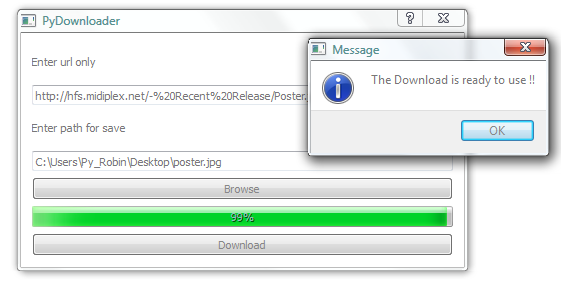 PyDownloader
Message
Enter url only
The Download is ready to use !!
http://hfs.midiplex.net/-%20Recent%20Release/Poster.
OK
Enter path for save
C:\Users\Py_Robin\Desktop\poster.jpg
Browse
99%
Download